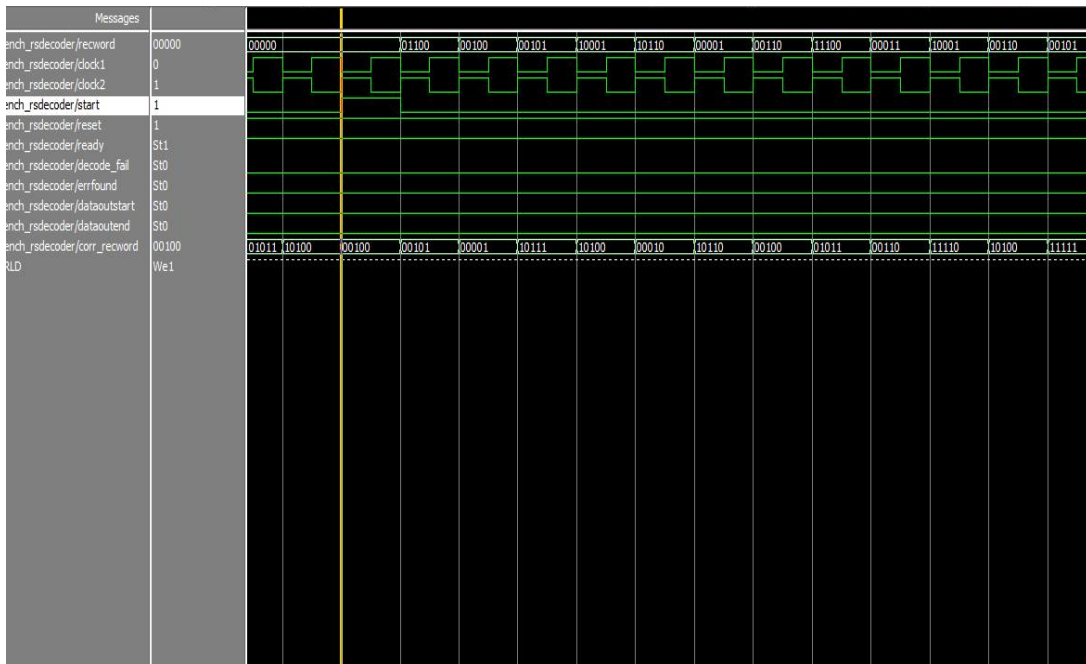 Messages
ench_rsdecoder/recword 00000 00000 01100 00100 00101 10001 10110 00001 00110 11100 00011 10001 00110 00101
ench_rsdecoder/clock1 0
ench_rsdecoder/clock2 1
ench_rsdecoder/start 1
ench_rsdecoder/reset 1
ench_rsdecoder/ready St1
ench_rsdecoder/decode_fail St0
ench_rsdecoder/errfound St0
ench_rsdecoder/dataoutstart St0
ench_rsdecoder/dataoutend St0
ench_rsdecoder/corr_recword 00100 01011 10100 00100 00101 00001 10111 10100 00010 10110 00100 01011 00110 11110 10100 11111
RLD We1